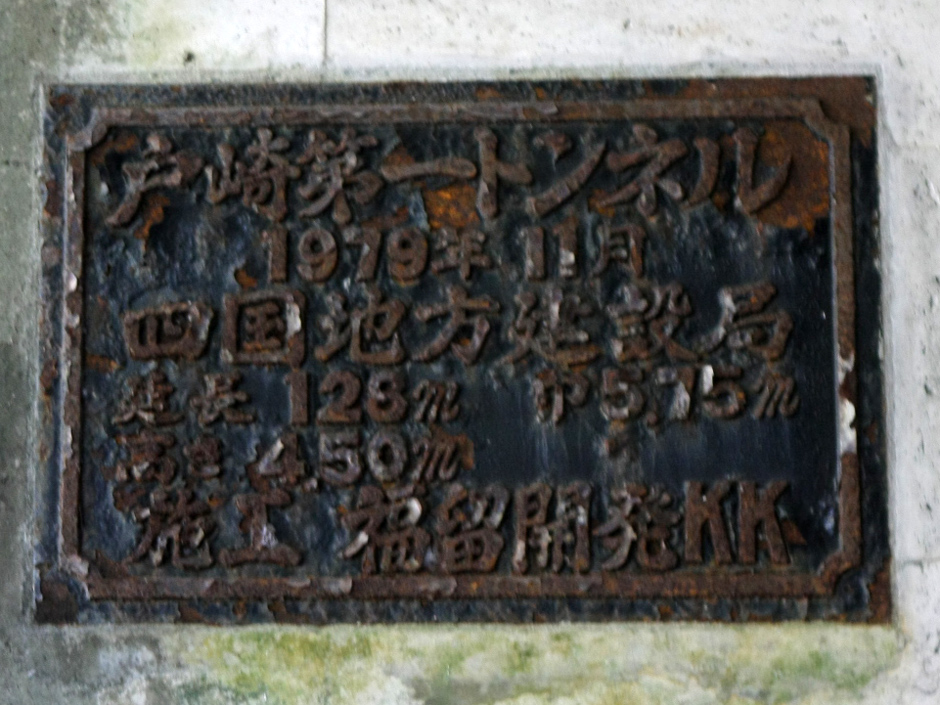 戸崎第一トンネル
1979年11月
四国地方建設局
延長 128m 巾5.75m
高さ 4.50m
施工 福留開発KK